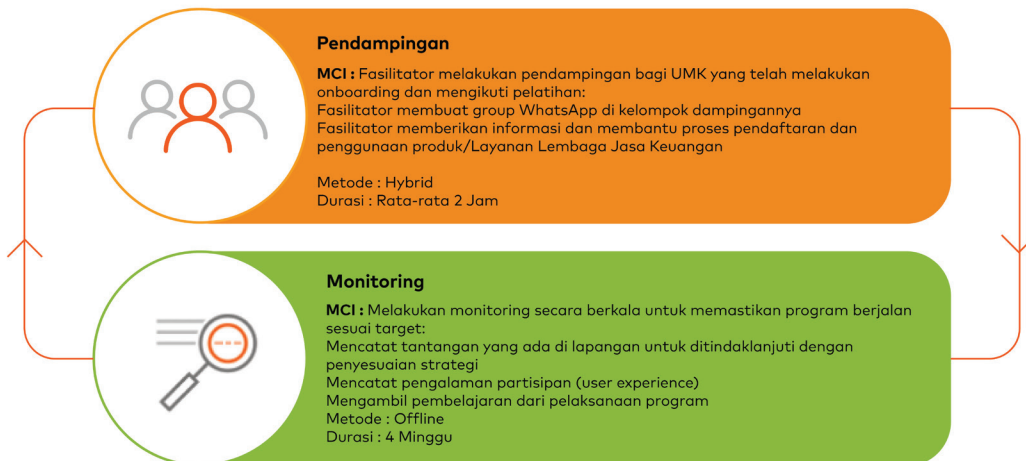 Pendampingan
MCI : Fasilitator melakukan pendampingan bagi UMK yang telah melakukan
onboarding dan mengikuti pelatihan:
Fasilitator membuat group WhatsApp di kelompok dampingannya
Fasilitator memberikan informasi dan membantu proses pendaftaran dan
penggunaan produk/Layanan Lembaga Jasa Keuangan
Metode : Hybrid
Durasi : Rata-rata 2 Jam
Monitoring
MCI : Melakukan monitoring secara berkala untuk memastikan program berjalan
sesuai target:
Mencatat tantangan yang ada di lapangan untuk ditindaklanjuti dengan
penyesuaian strategi
Mencatat pengalaman partisipan (user experience)
Mengambil pembelajaran dari pelaksanaan program
Metode : Offline
Durasi : 4 Minggu